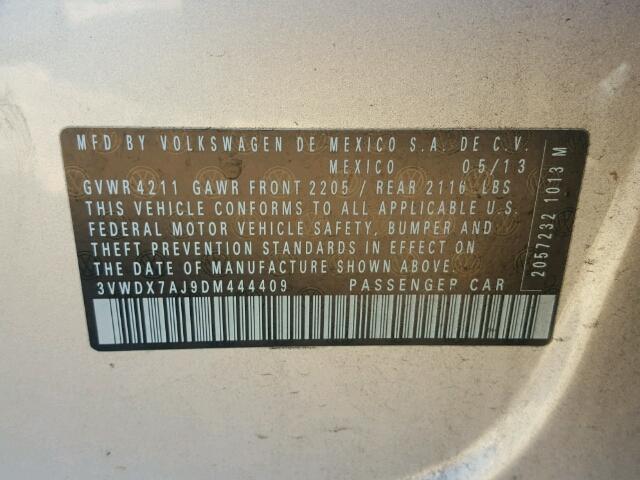 MFD BY VOLKSWAGEN DE MEXICO S.A. DE C.V.
MEXICO 05/13
GVWR 4211 GAWR FRONT 2205 / REAR 2116 LBS
THIS VEHICLE CONFORMS TO ALL APPLICABLE U.S.
FEDERAL MOTOR VEHICLE SAFETY, BUMPER AND
THEFT PREVENTION STANDARDS IN EFFECT ON
THE DATE OF MANUFACTURE SHOWN ABOVE.
3VWDX7AJ9DM444409 PASSENGER CAR
2057232 1013 M